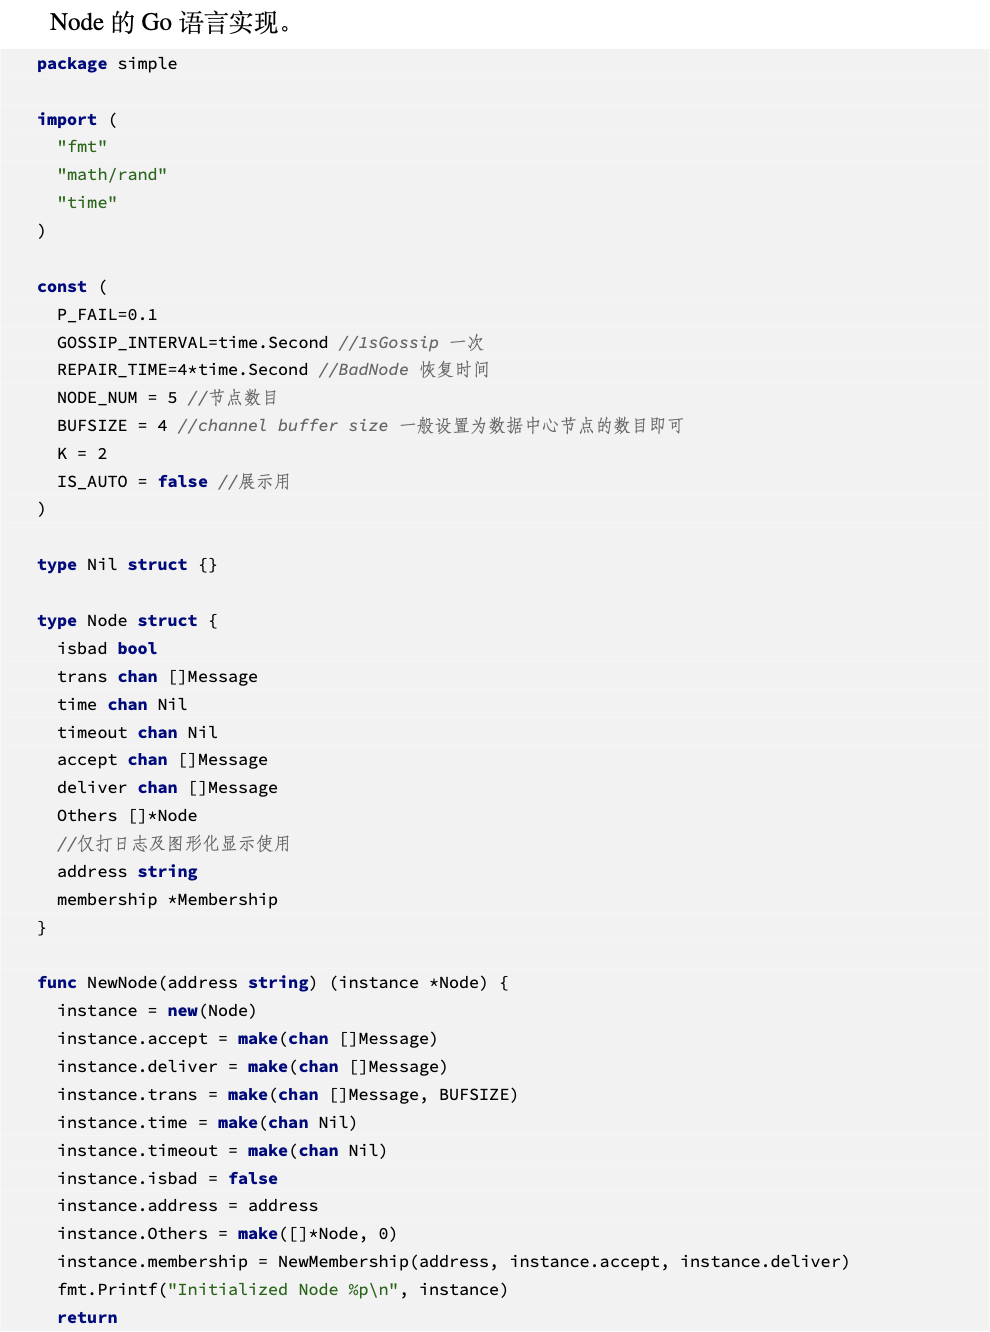 Node 的 Go 语言实现。
package simple
import (
"fmt"
"math/rand"
"time"
)
const (
P_FAIL=0.1
GOSSIP_INTERVAL=time.Second //1sGossip 一次
REPAIR_TIME=4*time.Second //BadNode 恢复时间
NODE_NUM = 5 //节点数目
BUFSIZE = 4 //channel buffer size 一般设置为数据中心节点的数目即可
K = 2
IS_AUTO = false //展示用
)
type Nil struct {}
type Node struct {
isbad bool
trans chan []Message
time chan Nil
timeout chan Nil
accept chan []Message
deliver chan []Message
Others []*Node
//仅打日志及图形化显示使用
address string
membership *Membership
}
func NewNode(address string) (instance *Node) {
instance = new(Node)
instance.accept = make(chan []Message)
instance.deliver = make(chan []Message)
instance.trans = make(chan []Message, BUFSIZE)
instance.time = make(chan Nil)
instance.timeout = make(chan Nil)
instance.isbad = false
instance.address = address
instance.Others = make([]*Node, 0)
instance.membership = NewMembership(address, instance.accept, instance.deliver)
fmt.Printf("Initialized Node %p\n", instance)
return